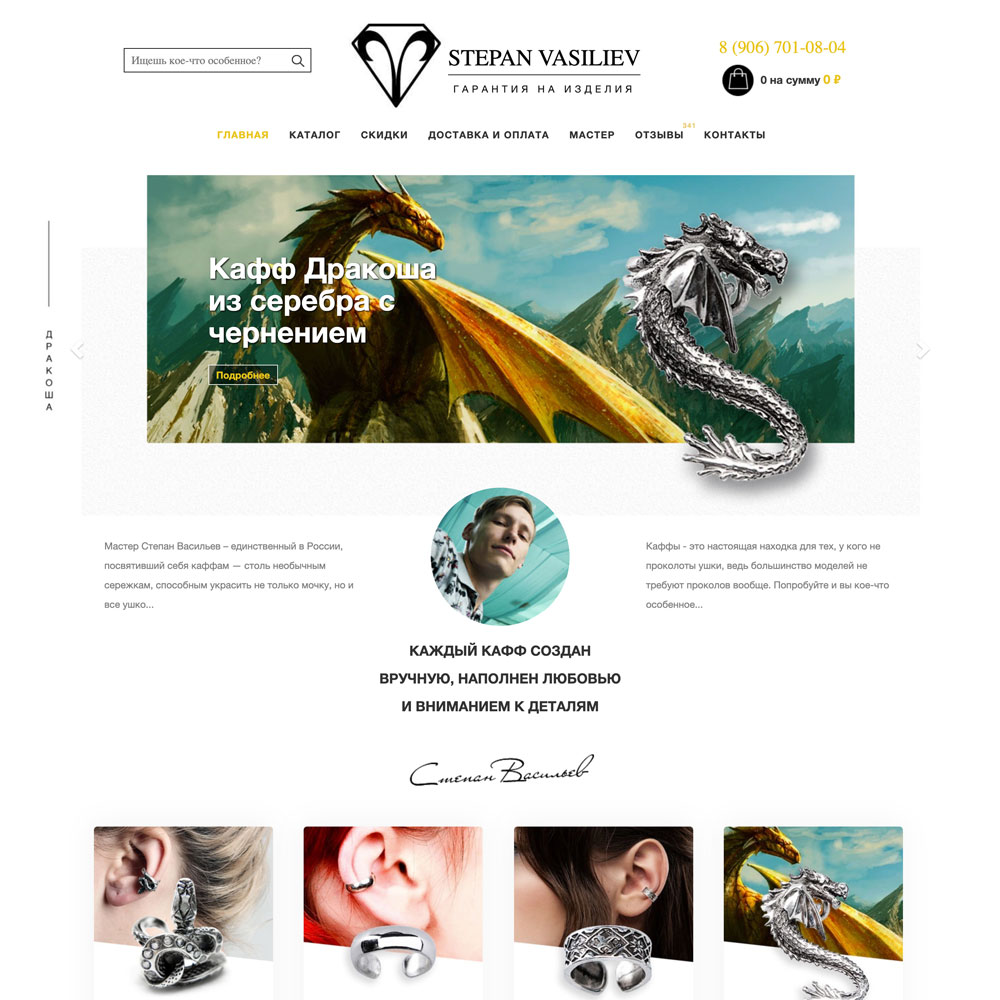 Ищешь кое-что особенное?
STEPAN VASILIEV
ГАРАНТИЯ НА ИЗДЕЛИЯ
8 (906) 701-08-04
0 на сумму 0 ₽
ГЛАВНАЯ КАТАЛОГ СКИДКИ ДОСТАВКА И ОПЛАТА МАСТЕР ОТЗЫВЫ 341 КОНТАКТЫ
ДРАКОША
Кафф Дракоша
из серебра с
чернением
Подробнее
Мастер Степан Васильев – единственный в России,
посвятивший себя каффам — столь необычным
сережкам, способным украсить не только мочку, но и
все ушко...
Каффы - это настоящая находка для тех, у кого не
проколоты ушки, ведь большинство моделей не
требуют проколов вообще. Попробуйте и вы кое-что
особенное...
КАЖДЫЙ КАФФ СОЗДАН
ВРУЧНУЮ, НАПОЛНЕН ЛЮБОВЬЮ
И ВНИМАНИЕМ К ДЕТАЛЯМ
Степан Васильев